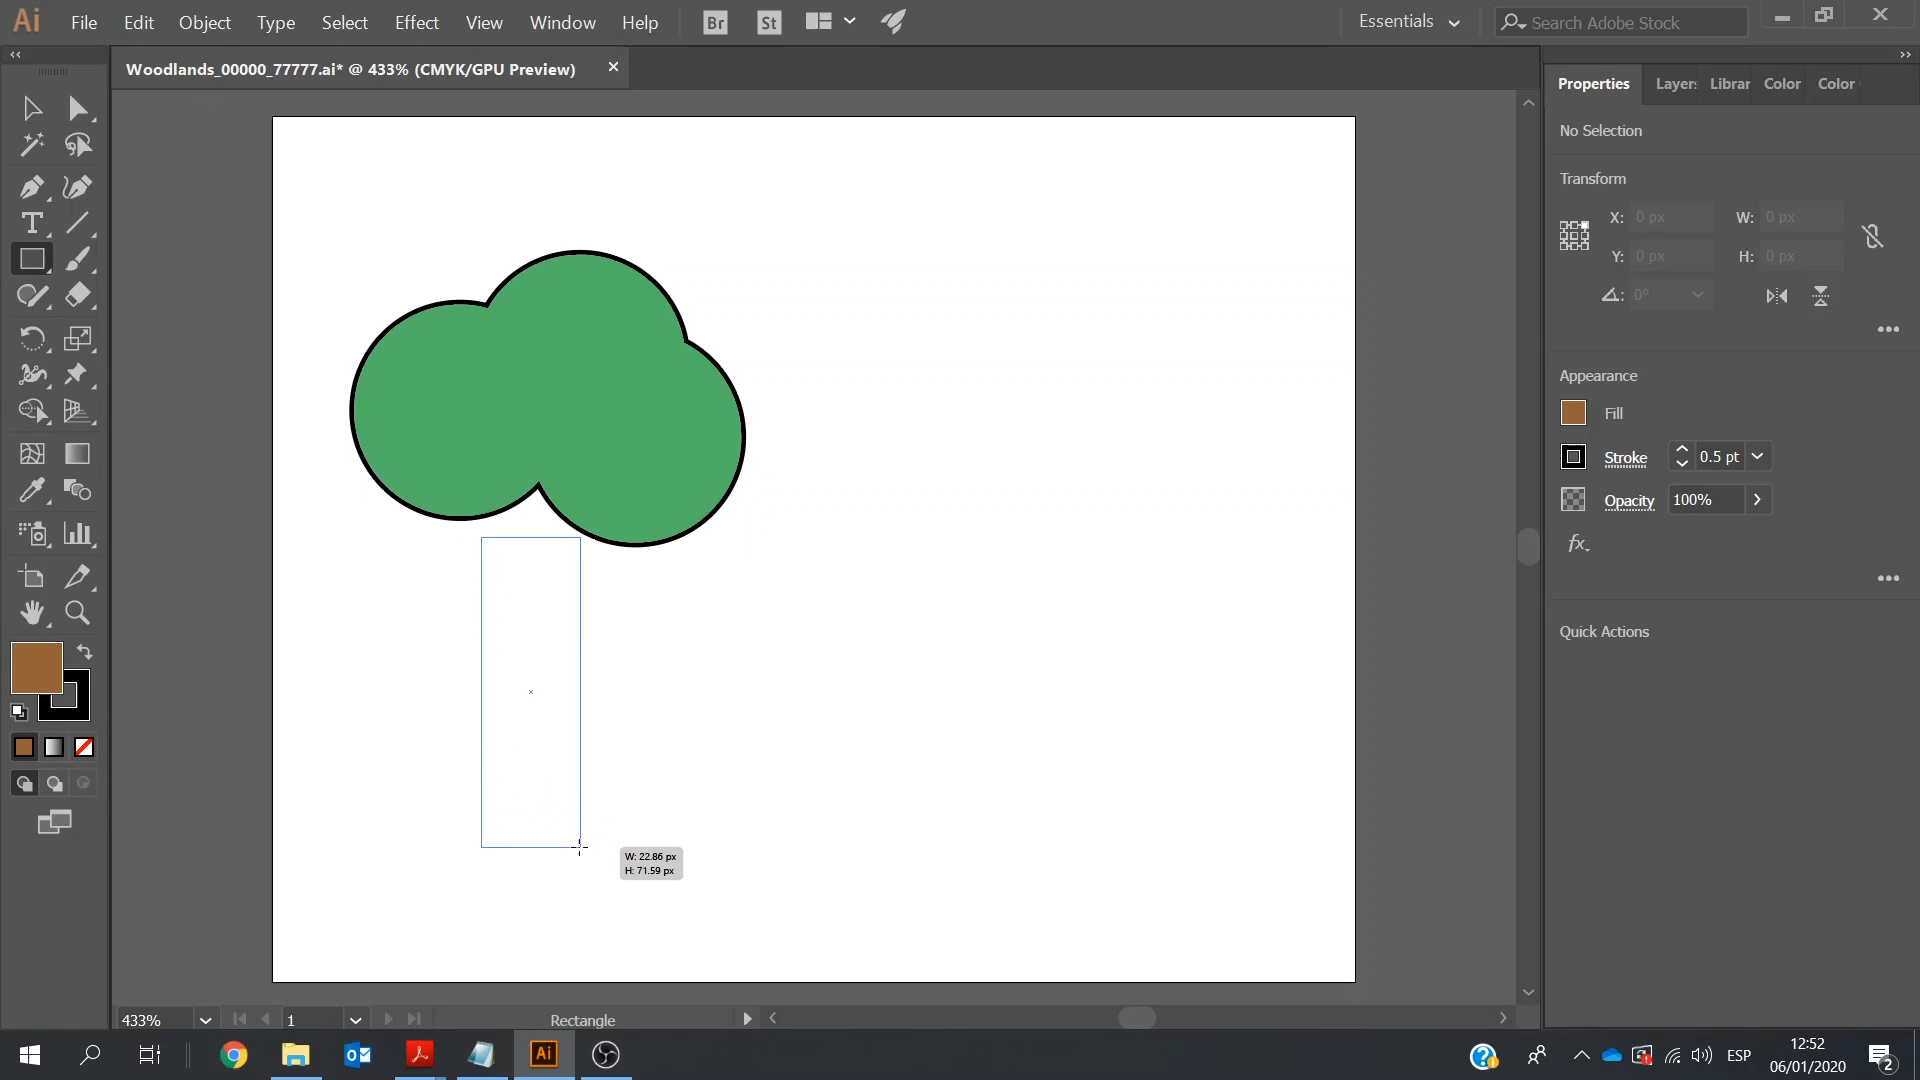 Ai File Edit Object Type Select Effect View Window Help Br St Essentials Search Adobe Stock
Woodlands_00000_77777.ai* @ 433% (CMYK/GPU Preview)
Properties Layers Librar Color Color
No Selection
Transform
X: 0 px W: 0 px
Y: 0 px H: 0 px
0°
Appearance
Fill
Stroke 0.5 pt
Opacity 100%
fx.
Quick Actions
W: 22.86 px
H: 71.59 px
433% 1 Rectangle
Ai ESP 12:52
06/01/2020 2